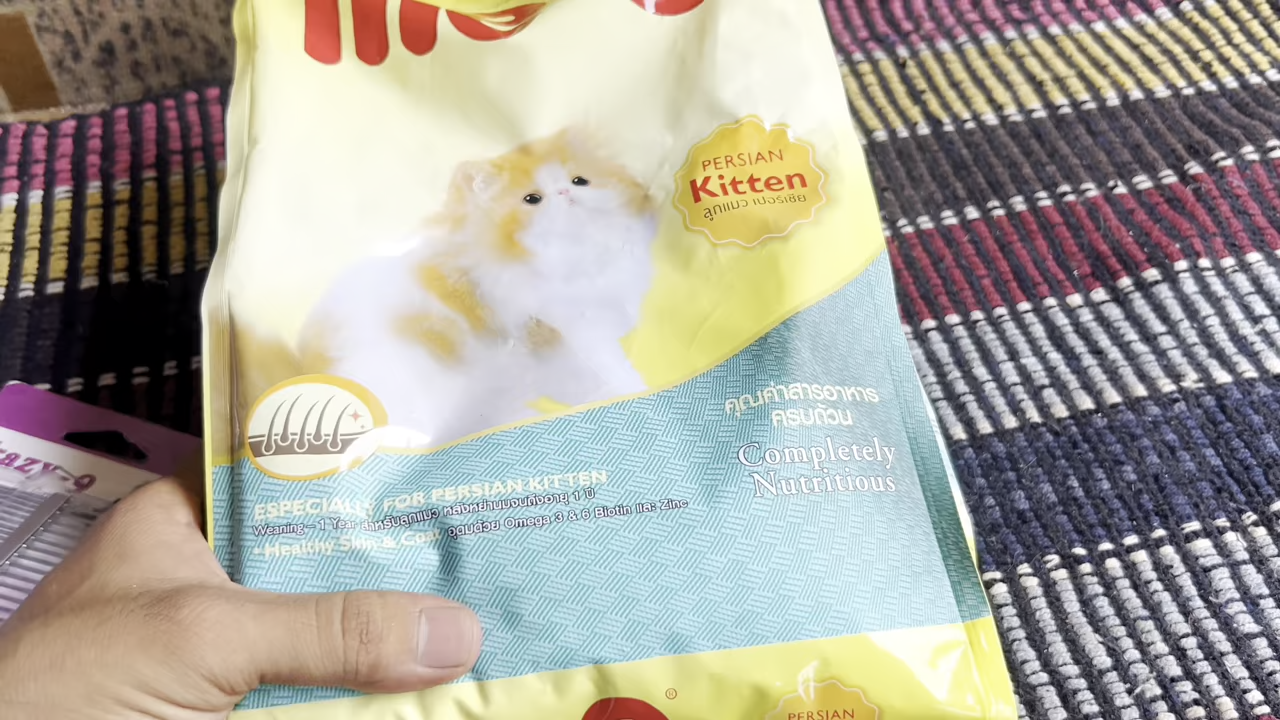 PERSIAN
Kitten
ลูกแมว เปอร์เซีย
คุณค่าสารอาหาร
ครบถ้วน
Completely
Nutritious
ESPECIALLY FOR PERSIAN KITTEN
Weaning - 1 Year สำหรับลูกแมว หลังหย่านมจนถึงอายุ 1 ปี
• Healthy Skin & Coat อุดมด้วย Omega 3 & 6 Biotin และ Zinc
®
PERSIAN